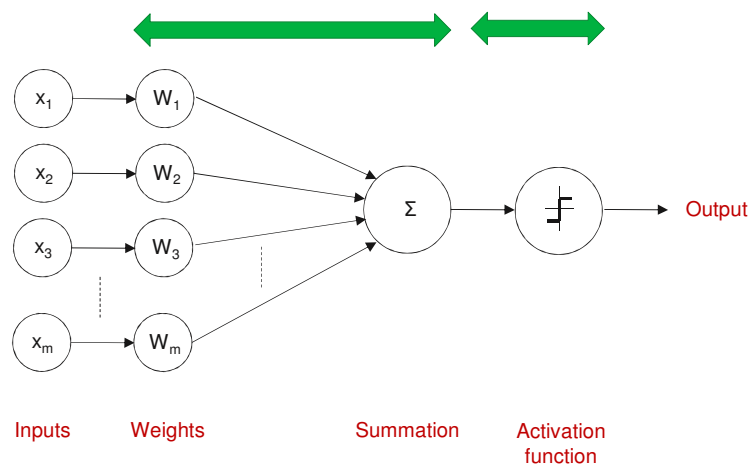 x₁ W₁
x₂ W₂
Σ
Output
x₃ W₃
xₘ Wₘ
Inputs Weights Summation Activation
function